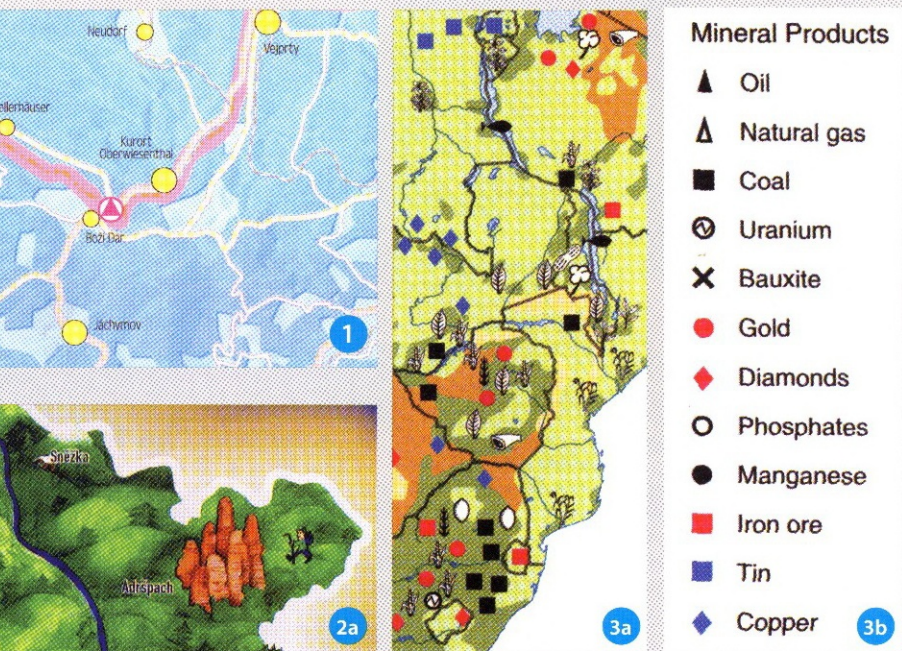 Neudorf
Vejprty
Kurort
Oberwiesenthal
Boží Dar
Jáchymov
1
Sněžka
Adršpach
2a
3a
Mineral Products
Oil
Natural gas
Coal
Uranium
Bauxite
Gold
Diamonds
Phosphates
Manganese
Iron ore
Tin
Copper
3b